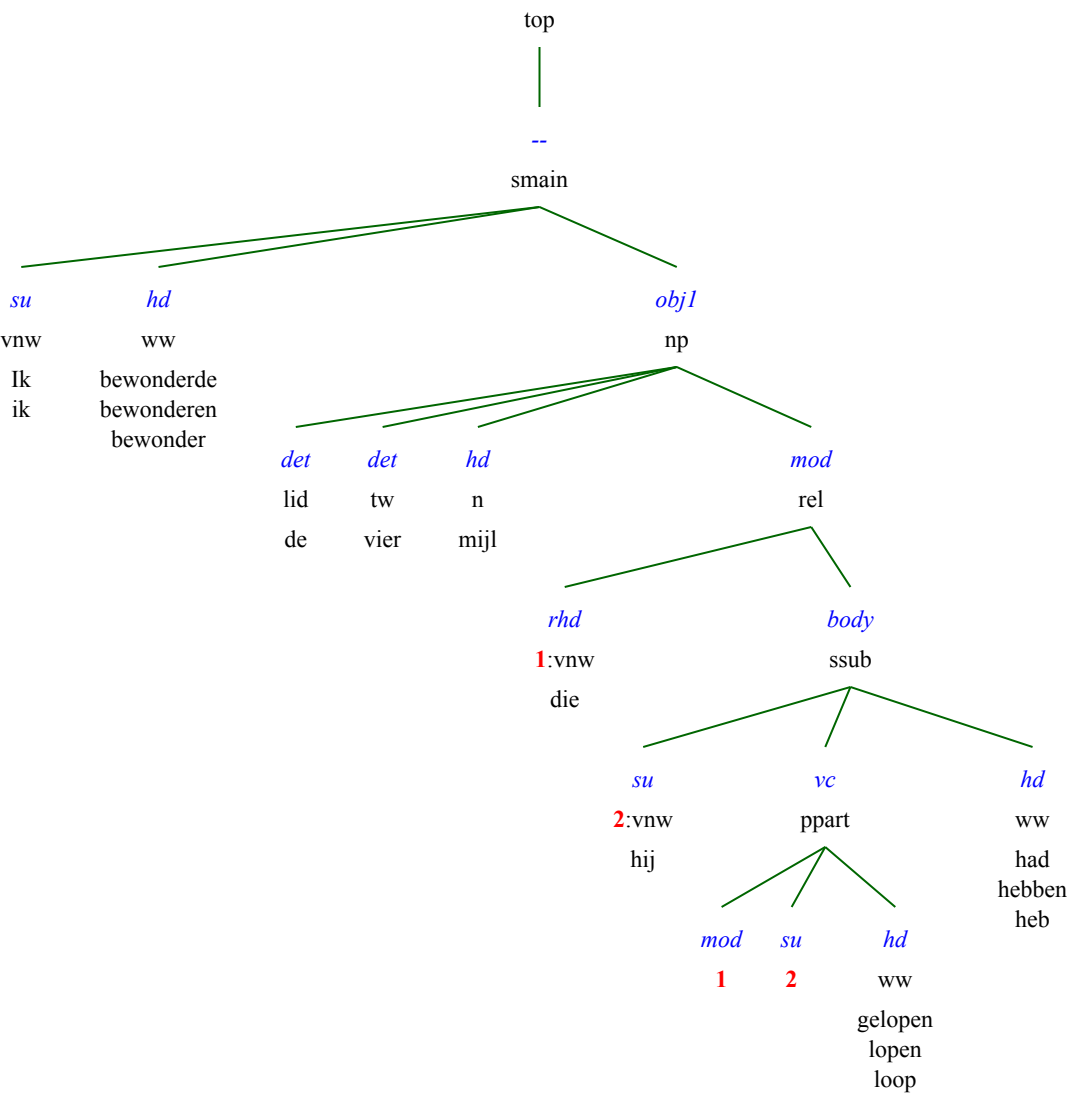 top
--
smain
su hd obj1
vnw ww np
Ik bewonderde
ik bewonderen
bewonder
det det hd mod
lid tw n rel
de vier mijl
rhd body
1:vnw ssub
die
su vc hd
2:vnw ppart ww
hij had
hebben
heb
mod su hd
1 2 ww
gelopen
lopen
loop